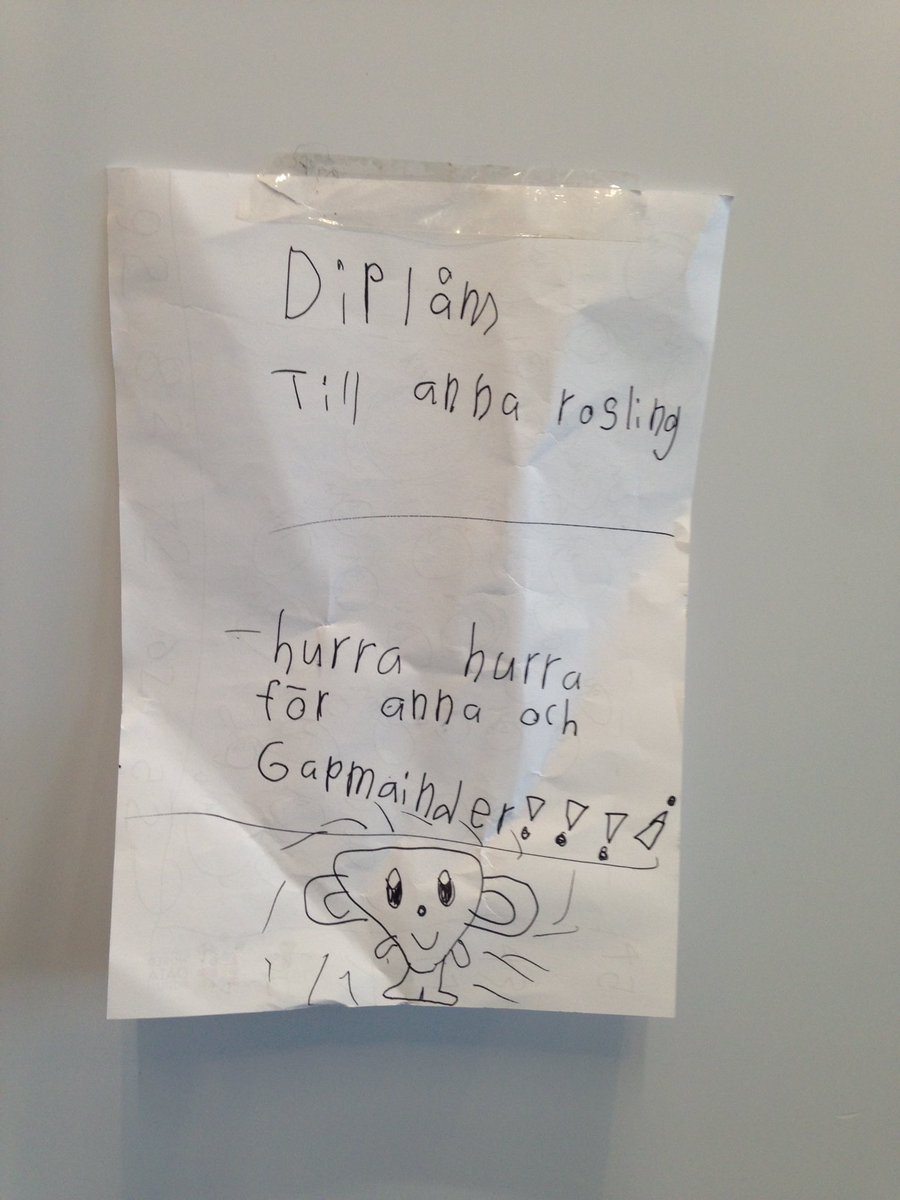 Diplåm
Till anna rosling
- hurra hurra
för anna och
Gapmainder!!!!